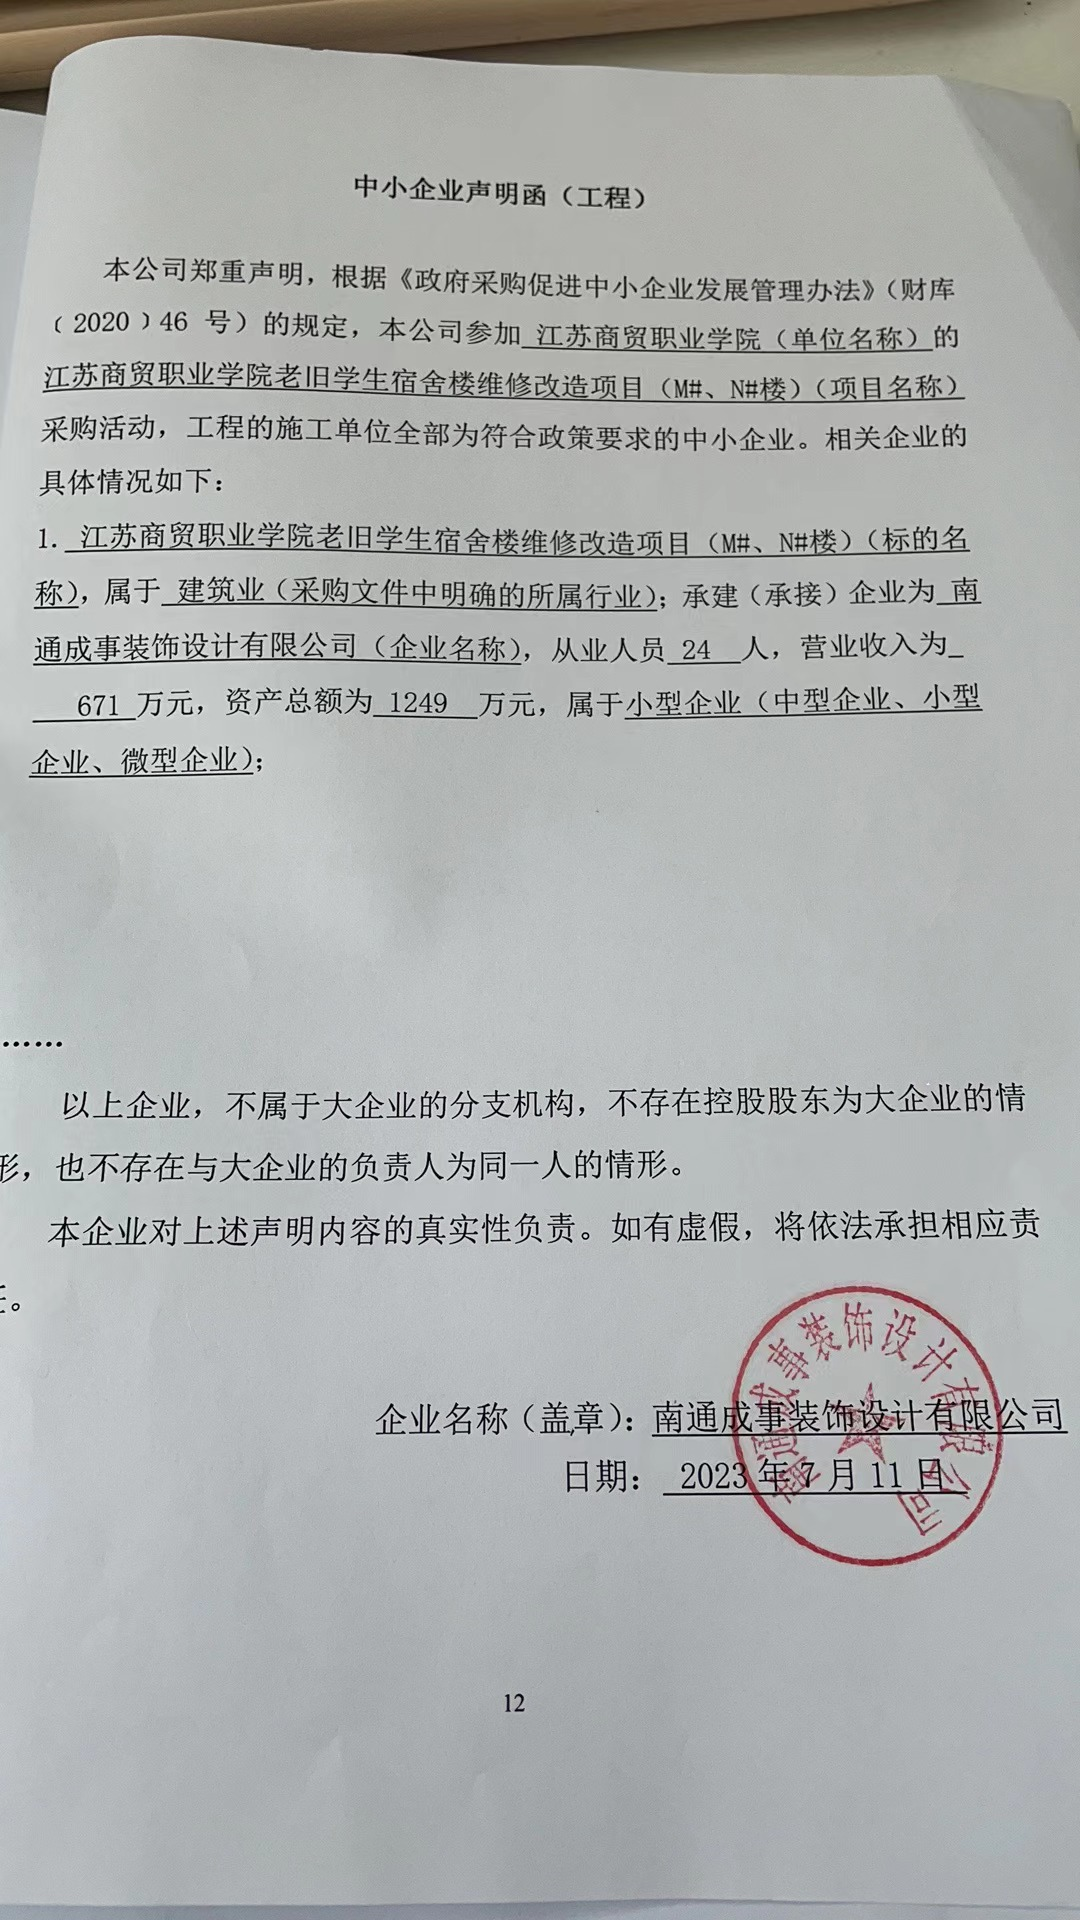 中小企业声明函（工程）
本公司郑重声明，根据《政府采购促进中小企业发展管理办法》（财库
﹝2020﹞46 号）的规定，本公司参加 江苏商贸职业学院（单位名称）的
江苏商贸职业学院老旧学生宿舍楼维修改造项目（M#、N#楼）（项目名称）
采购活动，工程的施工单位全部为符合政策要求的中小企业。相关企业的
具体情况如下：
1. 江苏商贸职业学院老旧学生宿舍楼维修改造项目（M#、N#楼）（标的名
称），属于 建筑业（采购文件中明确的所属行业）；承建（承接）企业为 南
通成事装饰设计有限公司（企业名称），从业人员 24 人，营业收入为_
671 万元，资产总额为 1249 万元，属于小型企业（中型企业、小型
企业、微型企业）；
……
以上企业，不属于大企业的分支机构，不存在控股股东为大企业的情
形，也不存在与大企业的负责人为同一人的情形。
本企业对上述声明内容的真实性负责。如有虚假，将依法承担相应责
任。
企业名称（盖章）：南通成事装饰设计有限公司
日期： 2023 年 7 月 11 日
南通成事装饰设计有限公司
12